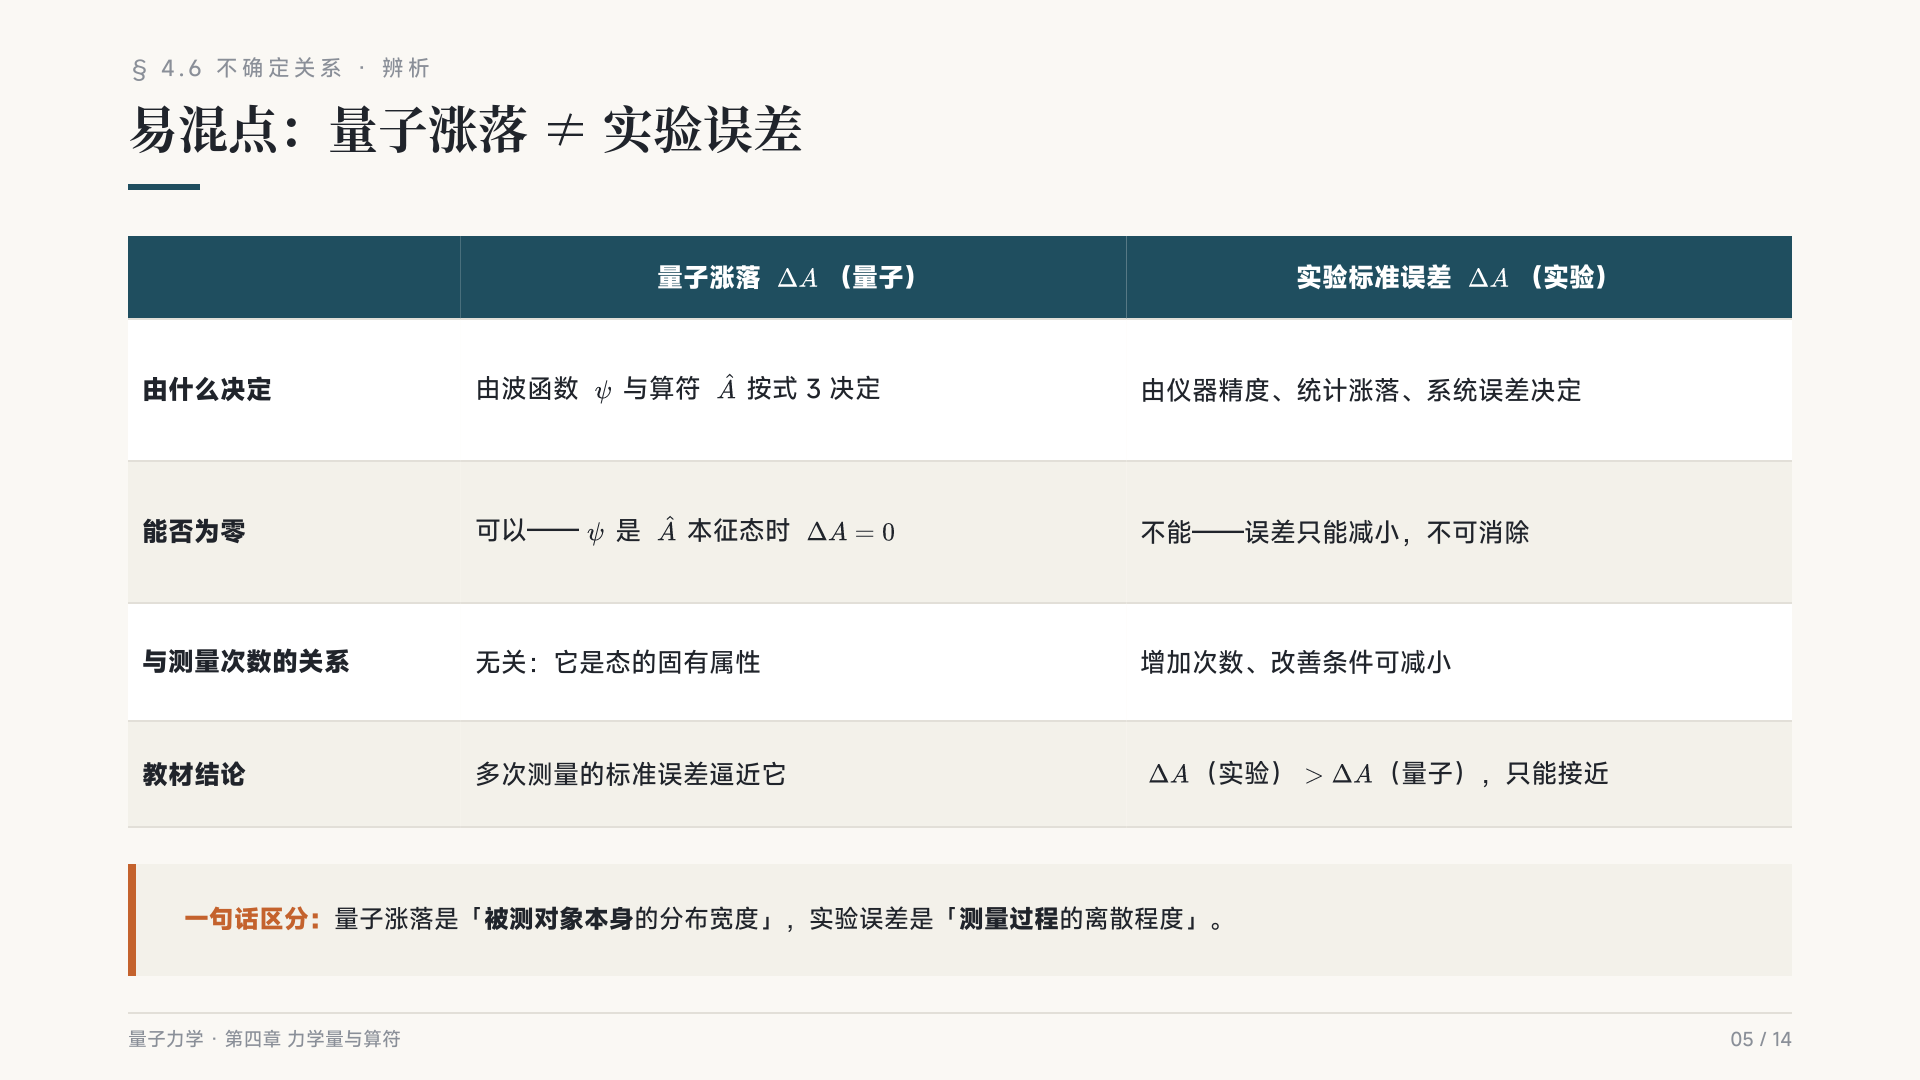 § 4.6 不确定关系 · 辨析
易混点：量子涨落 ≠ 实验误差
量子涨落 ΔA（量子） 实验标准误差 ΔA（实验）
由什么决定 由波函数 ψ 与算符 Â 按式 3 决定 由仪器精度、统计涨落、系统误差决定
能否为零 可以——ψ 是 Â 本征态时 ΔA = 0 不能——误差只能减小，不可消除
与测量次数的关系 无关：它是态的固有属性 增加次数、改善条件可减小
教材结论 多次测量的标准误差逼近它 ΔA（实验） > ΔA（量子），只能接近
一句话区分：量子涨落是「被测对象本身的分布宽度」，实验误差是「测量过程的离散程度」。
量子力学 · 第四章 力学量与算符 05 / 14